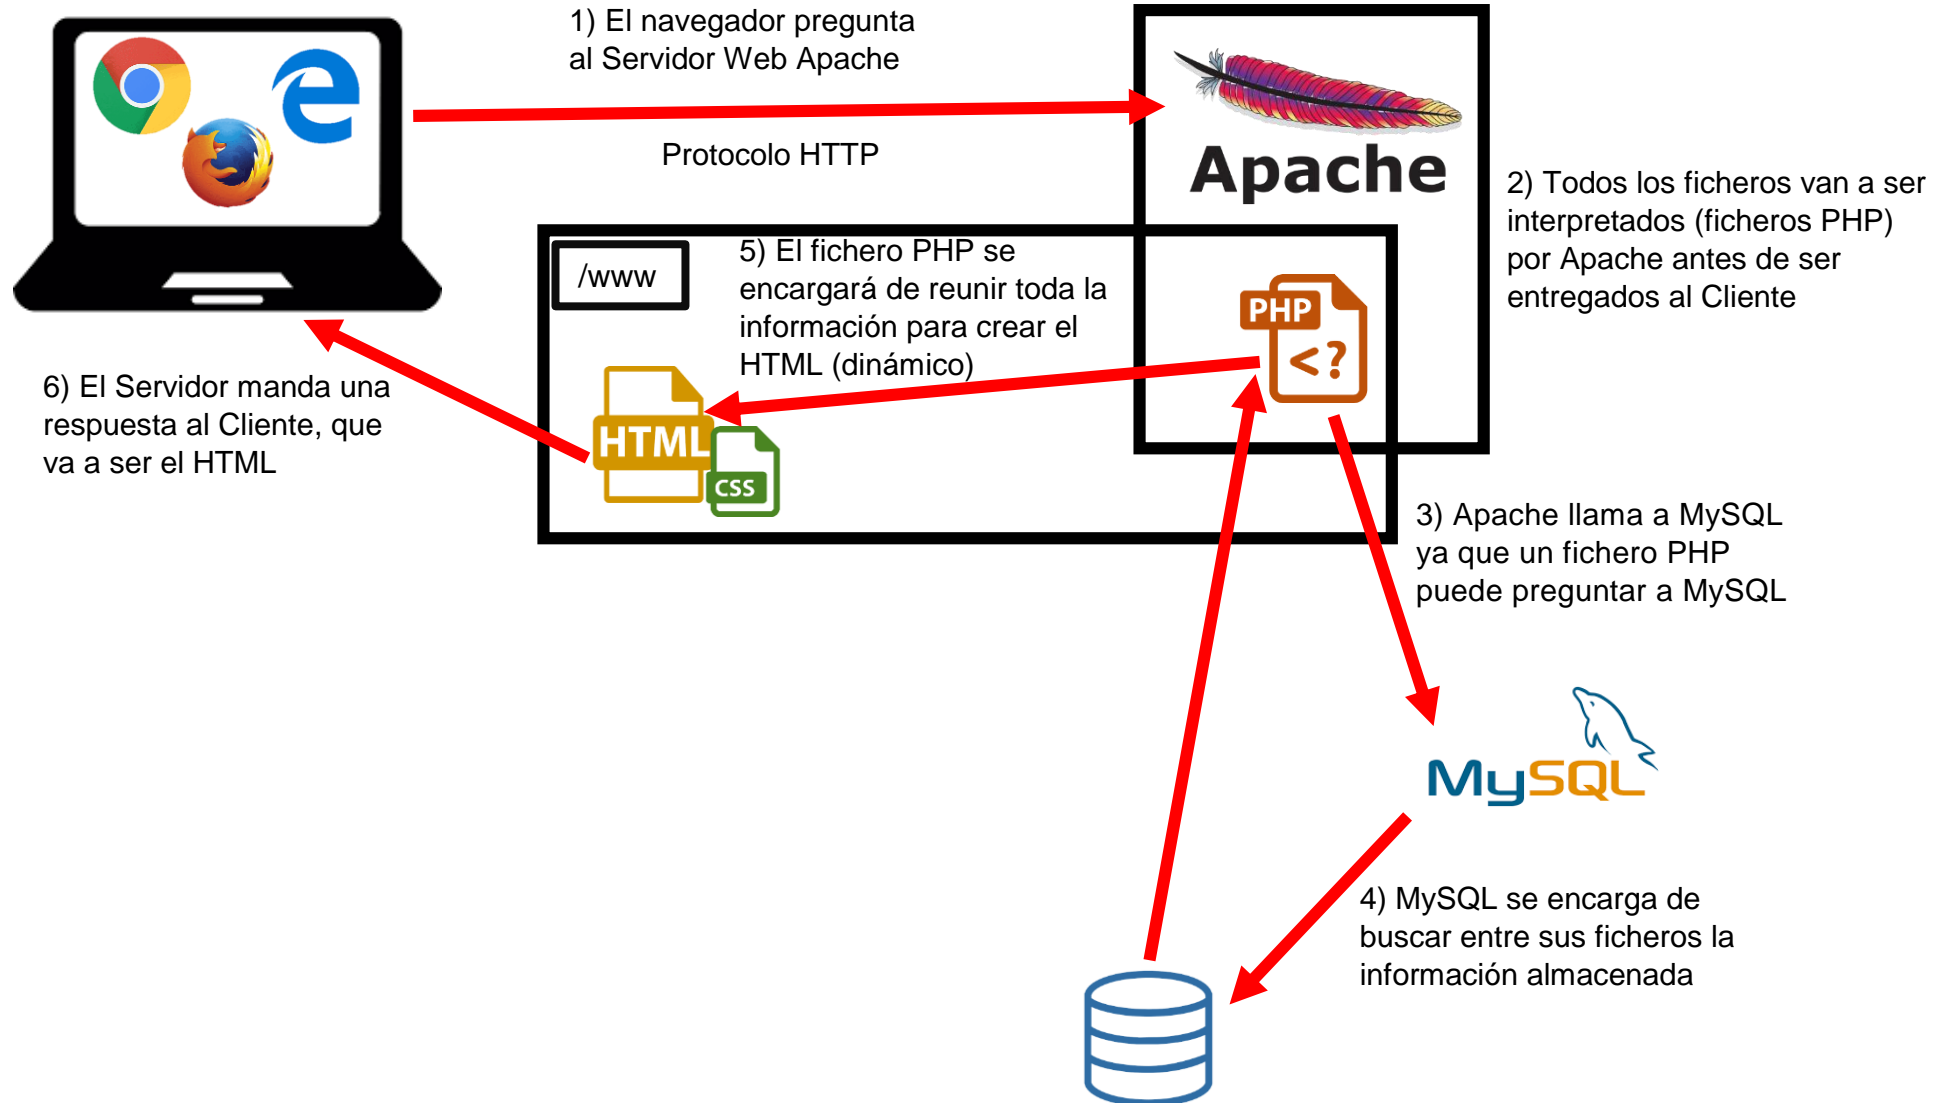 1) El navegador pregunta
al Servidor Web Apache
Protocolo HTTP
Apache
2) Todos los ficheros van a ser
interpretados (ficheros PHP)
por Apache antes de ser
entregados al Cliente
/www
5) El fichero PHP se
encargará de reunir toda la
información para crear el
HTML (dinámico)
PHP
<?
HTML
CSS
6) El Servidor manda una
respuesta al Cliente, que
va a ser el HTML
3) Apache llama a MySQL
ya que un fichero PHP
puede preguntar a MySQL
MySQL
4) MySQL se encarga de
buscar entre sus ficheros la
información almacenada